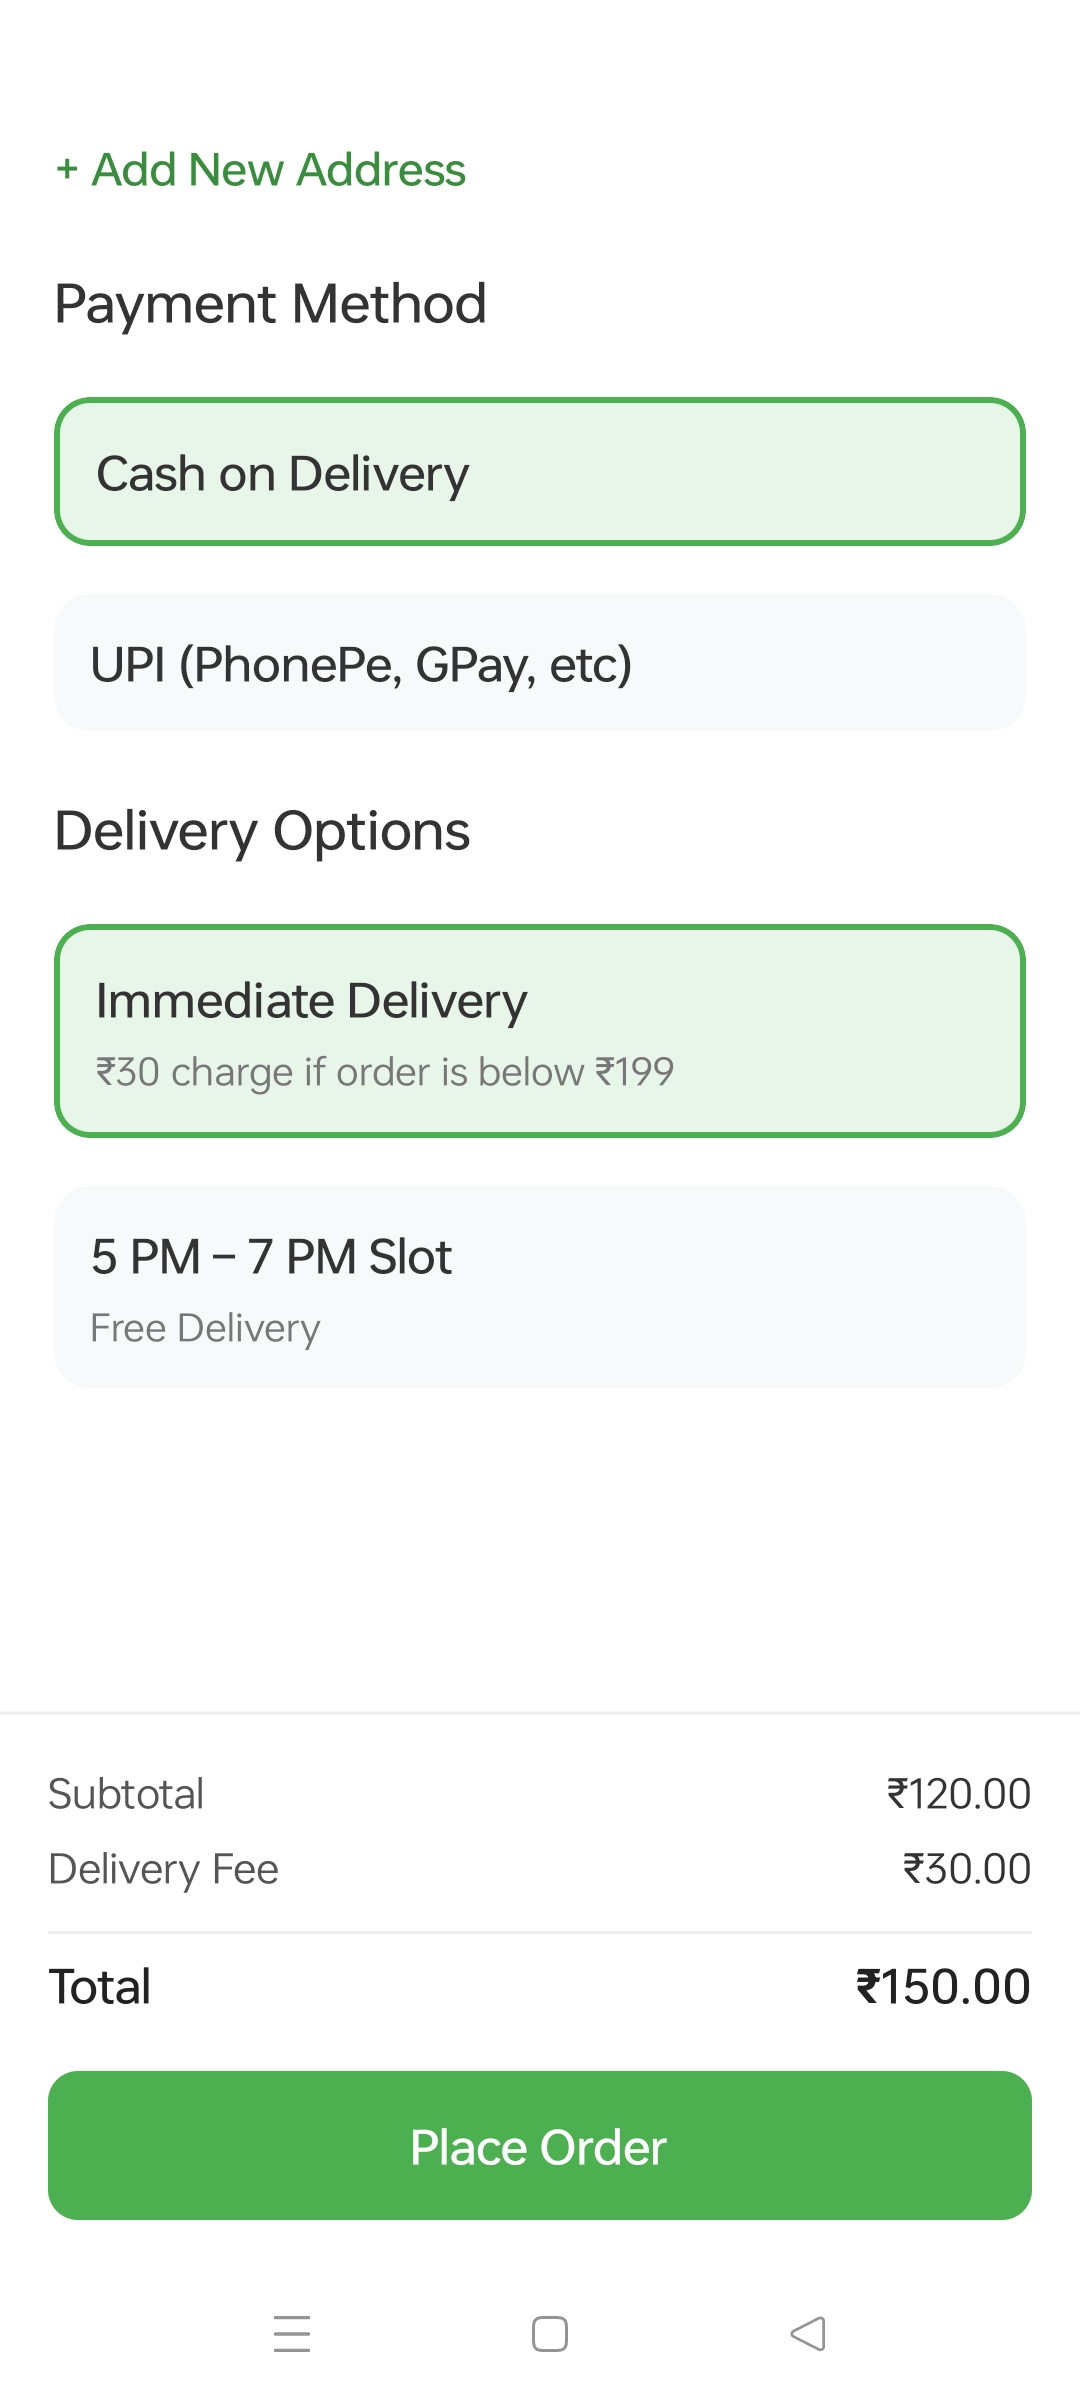 + Add New Address
Payment Method
Cash on Delivery
UPI (PhonePe, GPay, etc)
Delivery Options
Immediate Delivery
₹30 charge if order is below ₹199
5 PM – 7 PM Slot
Free Delivery
Subtotal ₹120.00
Delivery Fee ₹30.00
Total ₹150.00
Place Order